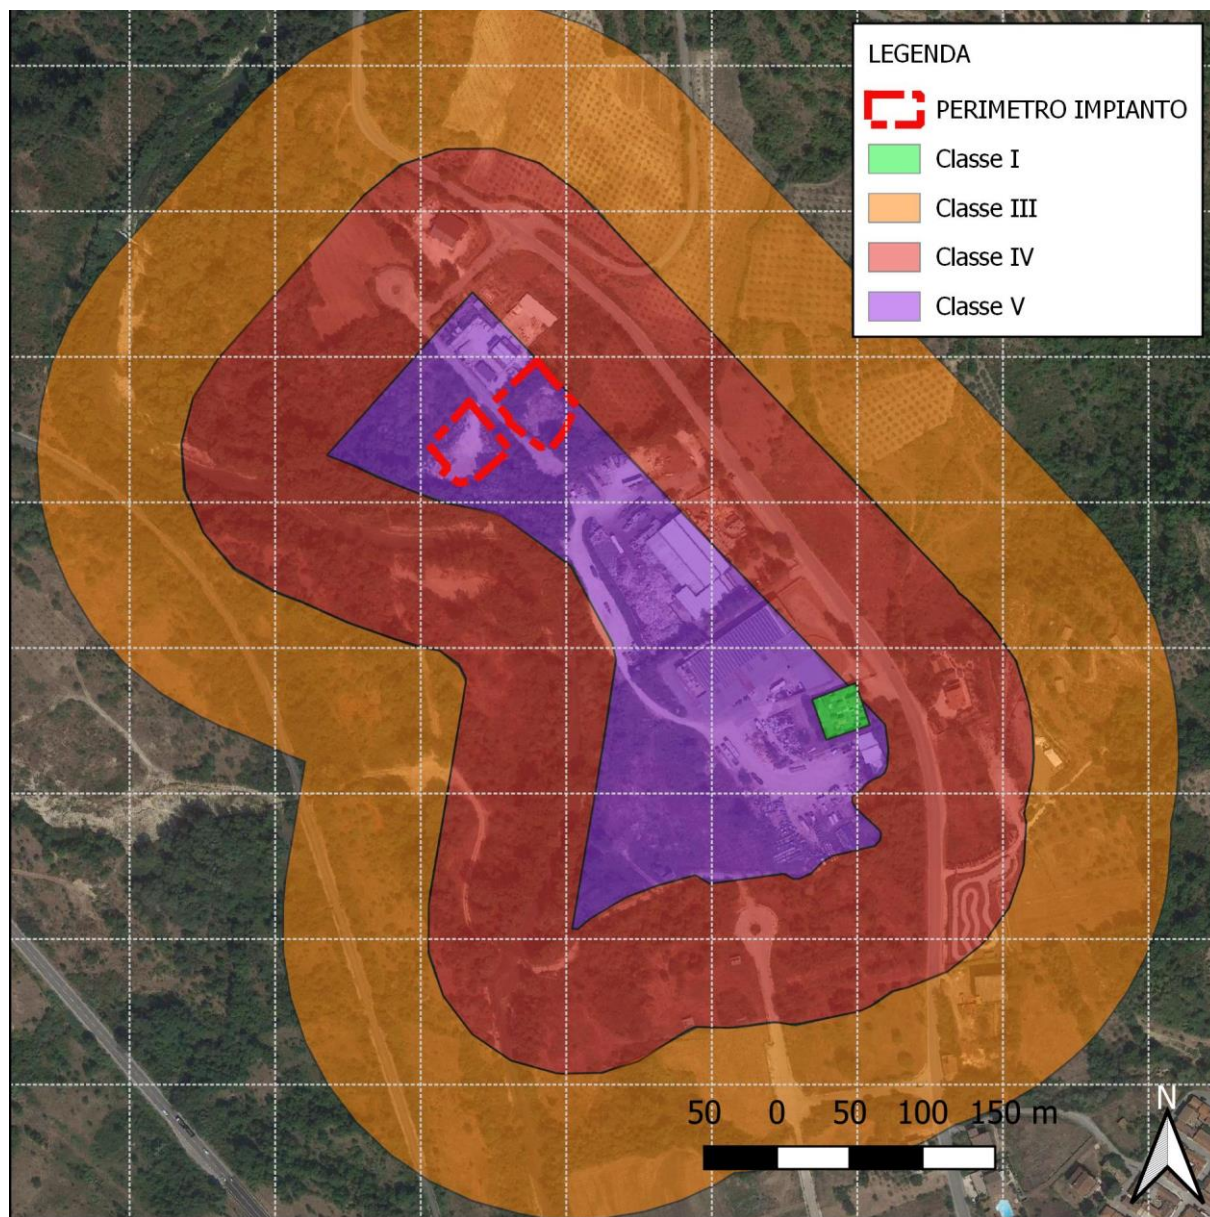 LEGENDA
PERIMETRO IMPIANTO
Classe I
Classe III
Classe IV
Classe V
50 0 50 100 150 m
N